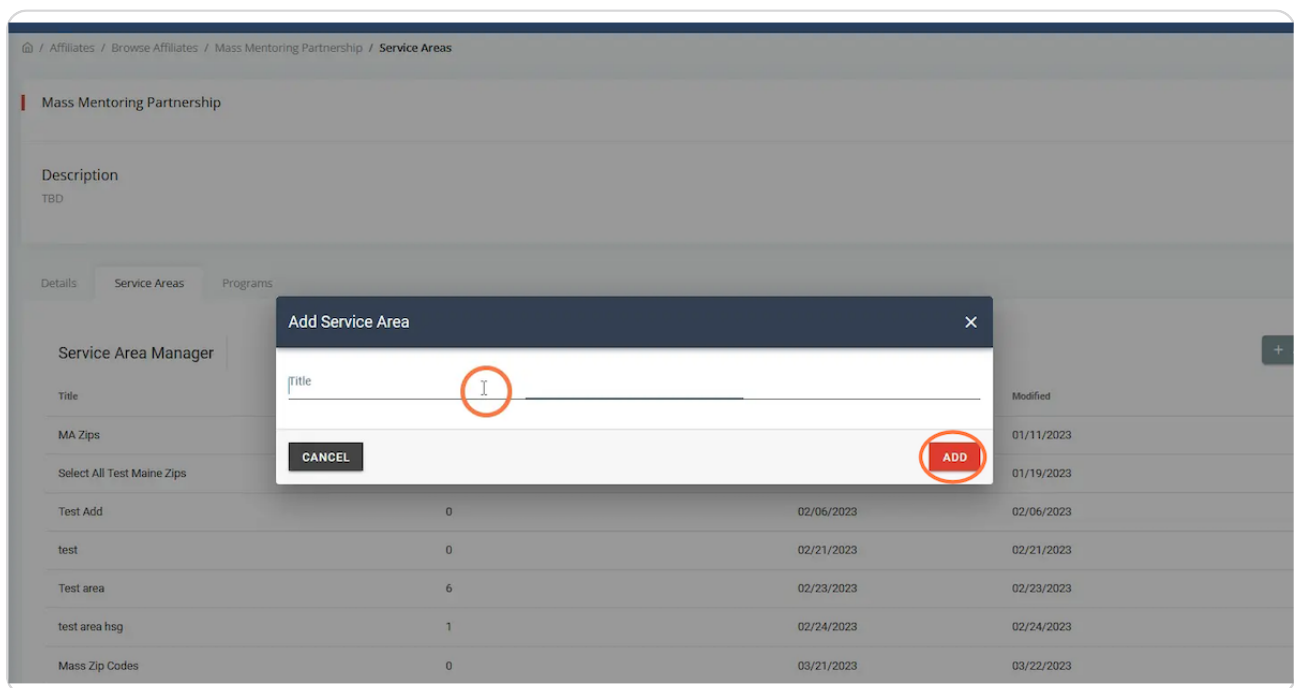 / Affiliates / Browse Affiliates / Mass Mentoring Partnership / Service Areas
Mass Mentoring Partnership
Description
TBD
Details Service Areas Programs
Add Service Area ×
Service Area Manager +
Title
Title Modified
MA Zips 01/11/2023
CANCEL ADD
Select All Test Maine Zips 01/19/2023
Test Add 0 02/06/2023 02/06/2023
test 0 02/21/2023 02/21/2023
Test area 6 02/23/2023 02/23/2023
test area hsg 1 02/24/2023 02/24/2023
Mass Zip Codes 0 03/21/2023 03/22/2023